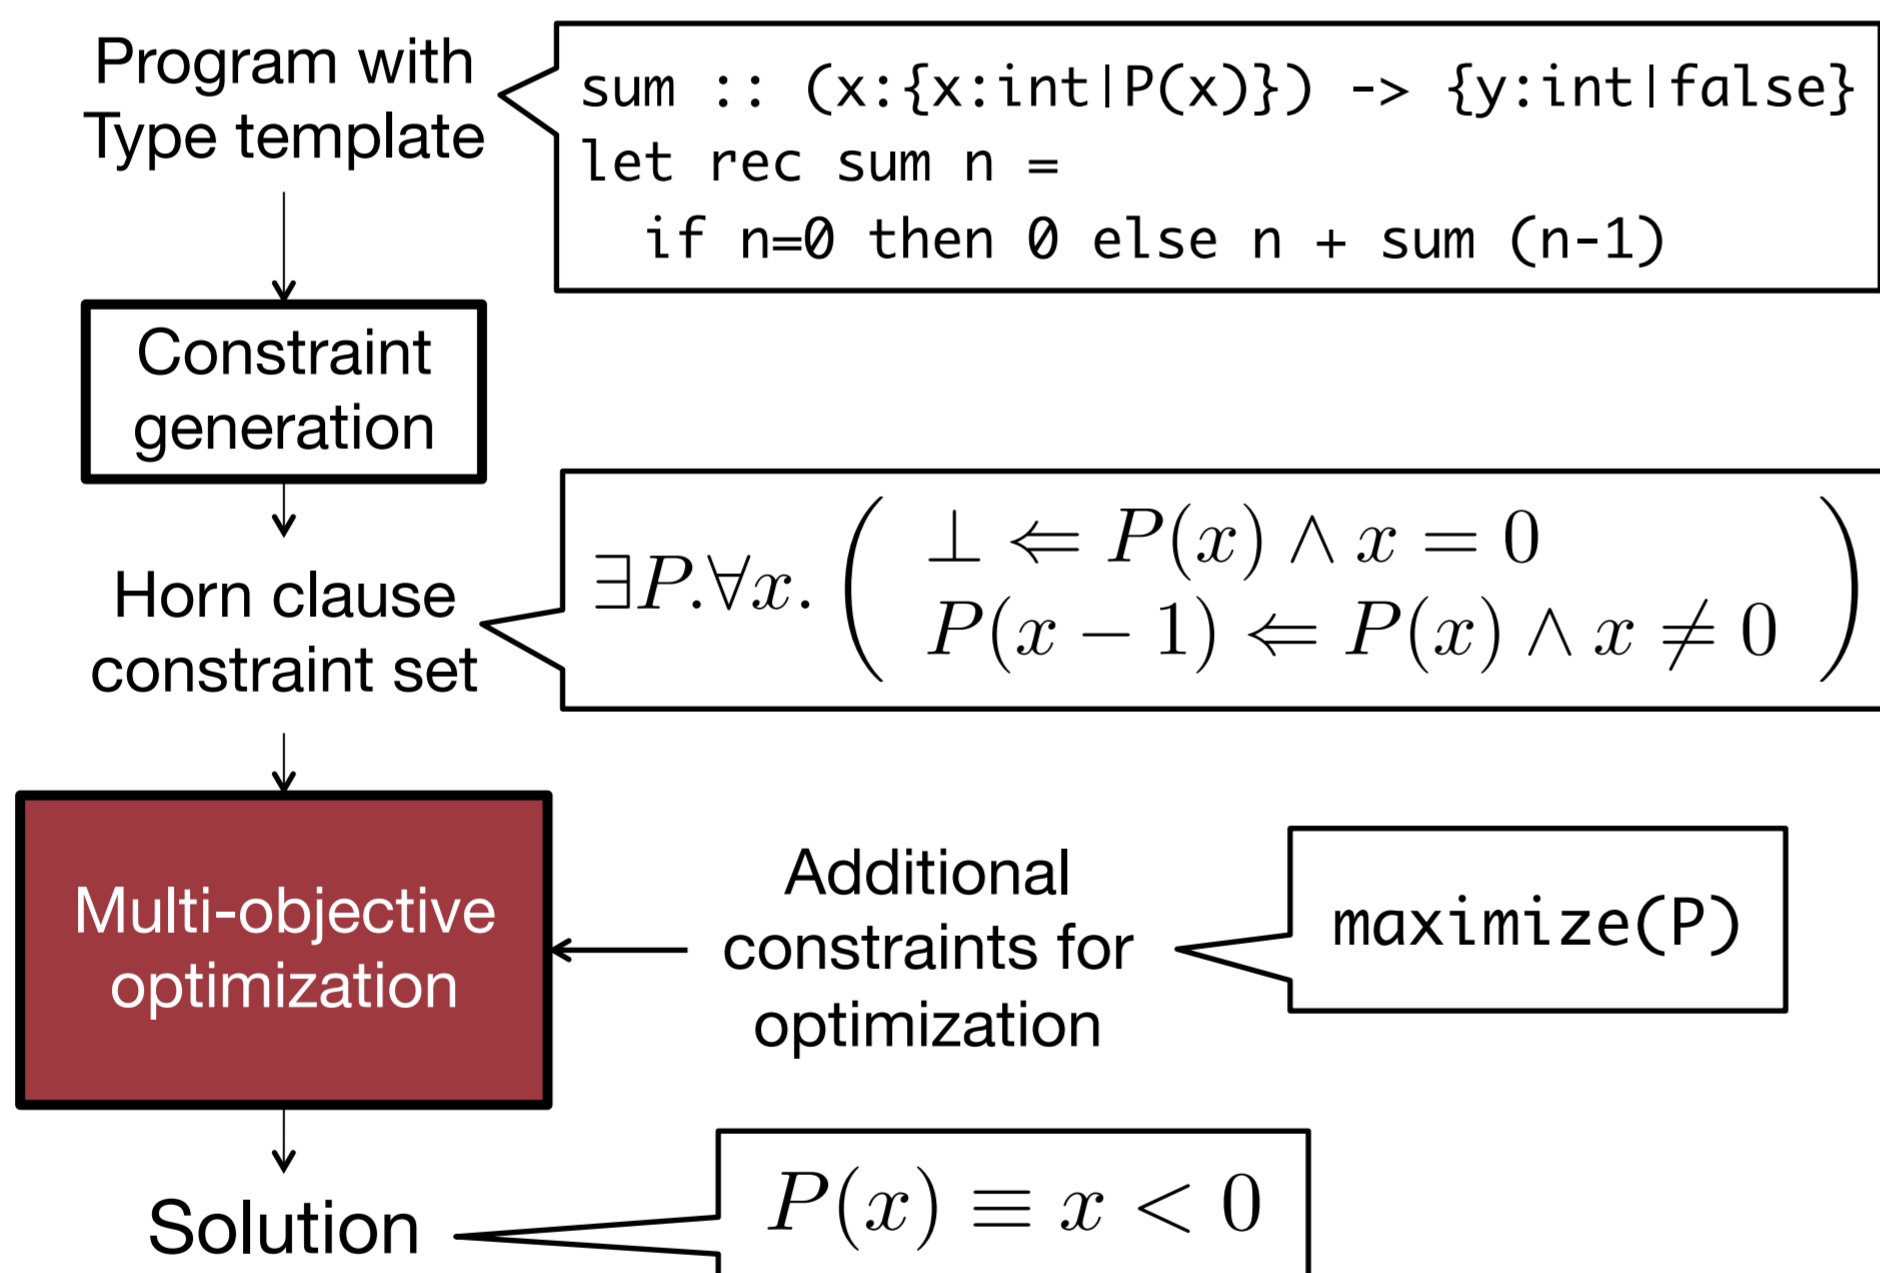 Program with
Type template
sum :: (x:{x:int|P(x)}) -> {y:int|false}
let rec sum n =
if n=0 then 0 else n + sum (n-1)
Constraint
generation
Horn clause
constraint set
∃P.∀x. ( ⊥ ⇐ P(x) ∧ x = 0
P(x − 1) ⇐ P(x) ∧ x ≠ 0 )
Multi-objective
optimization
Additional
constraints for
optimization
maximize(P)
Solution
P(x) ≡ x < 0